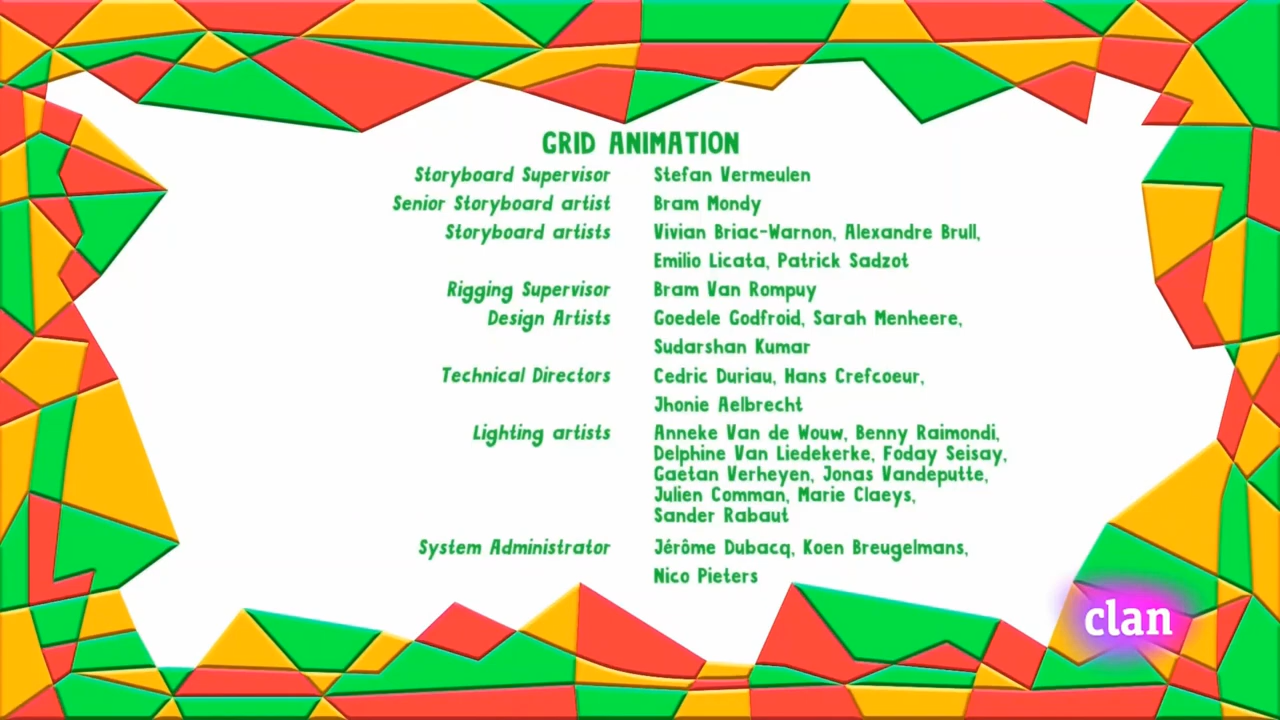 GRID ANIMATION
Storyboard Supervisor Stefan Vermeulen
Senior Storyboard artist Bram Mondy
Storyboard artists Vivian Briac-Warnon, Alexandre Brull,
Emilio Licata, Patrick Sadzot
Rigging Supervisor Bram Van Rompuy
Design Artists Goedele Godfroid, Sarah Menheere,
Sudarshan Kumar
Technical Directors Cedric Duriau, Hans Crefcoeur,
Jhonie Aelbrecht
Lighting artists Anneke Van de Wouw, Benny Raimondi,
Delphine Van Liedekerke, Foday Seisay,
Gaetan Verheyen, Jonas Vandeputte,
Julien Comman, Marie Claeys,
Sander Rabaut
System Administrator Jérôme Dubacq, Koen Breugelmans,
Nico Pieters
clan